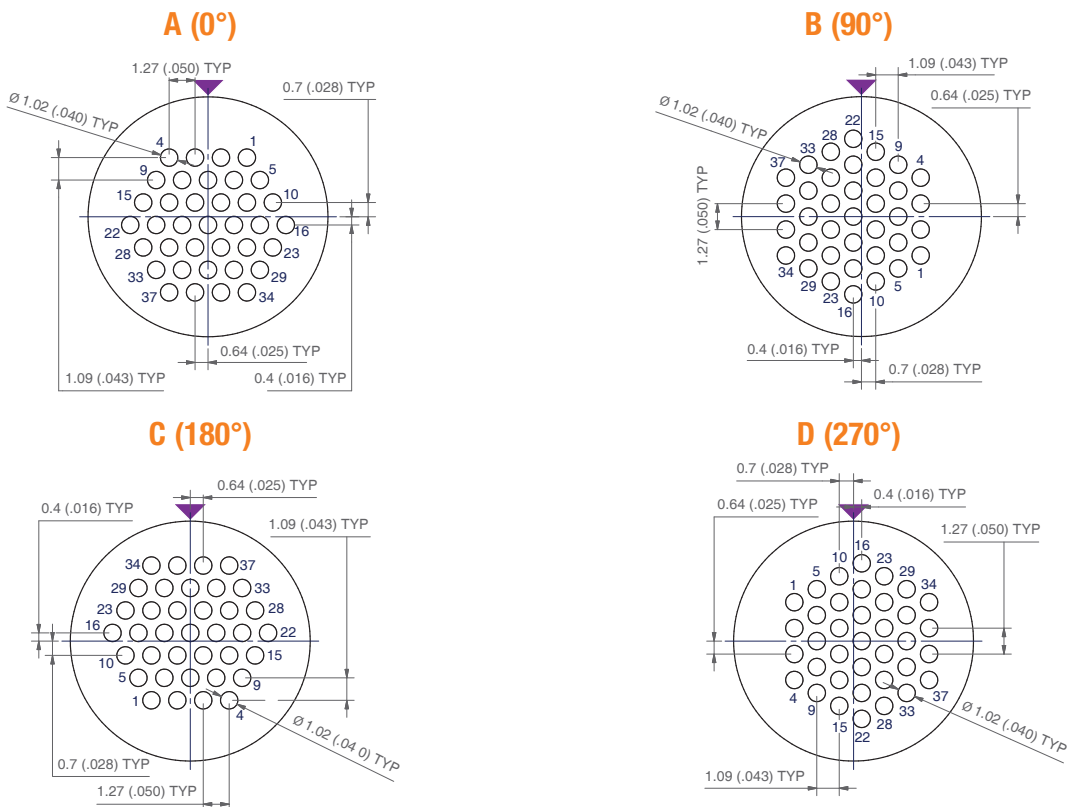 A (0°)
1.27 (.050) TYP
0.7 (.028) TYP
Ø 1.02 (.040) TYP
4
1
9
5
15
10
22
16
28
23
33
29
37
34
0.64 (.025) TYP
1.09 (.043) TYP
0.4 (.016) TYP
B (90°)
1.09 (.043) TYP
0.64 (.025) TYP
Ø 1.02 (.040) TYP
22
28
15
33
9
37
4
1.27 (.050) TYP
34
1
29
5
23
10
16
0.4 (.016) TYP
0.7 (.028) TYP
C (180°)
0.64 (.025) TYP
0.4 (.016) TYP
1.09 (.043) TYP
34
37
29
33
23
28
16
22
10
15
5
9
1
4
Ø 1.02 (.04 0) TYP
0.7 (.028) TYP
1.27 (.050) TYP
D (270°)
0.7 (.028) TYP
0.64 (.025) TYP
0.4 (.016) TYP
1.27 (.050) TYP
16
10
23
5
29
1
34
4
37
9
33
15
28
22
Ø 1.02 (.040) TYP
1.09 (.043) TYP